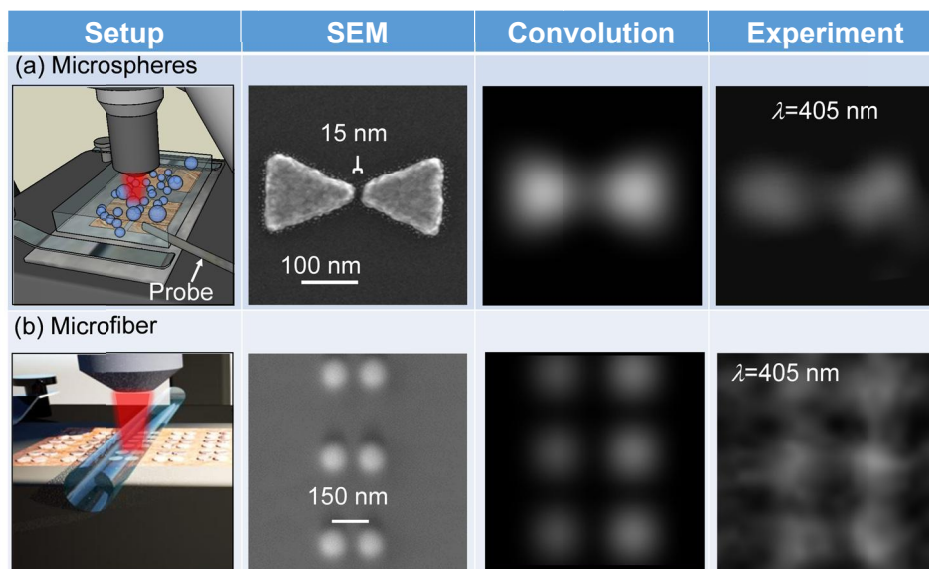 Setup SEM Convolution Experiment
(a) Microspheres
15 nm
100 nm
Probe
λ=405 nm
(b) Microfiber
150 nm
λ=405 nm